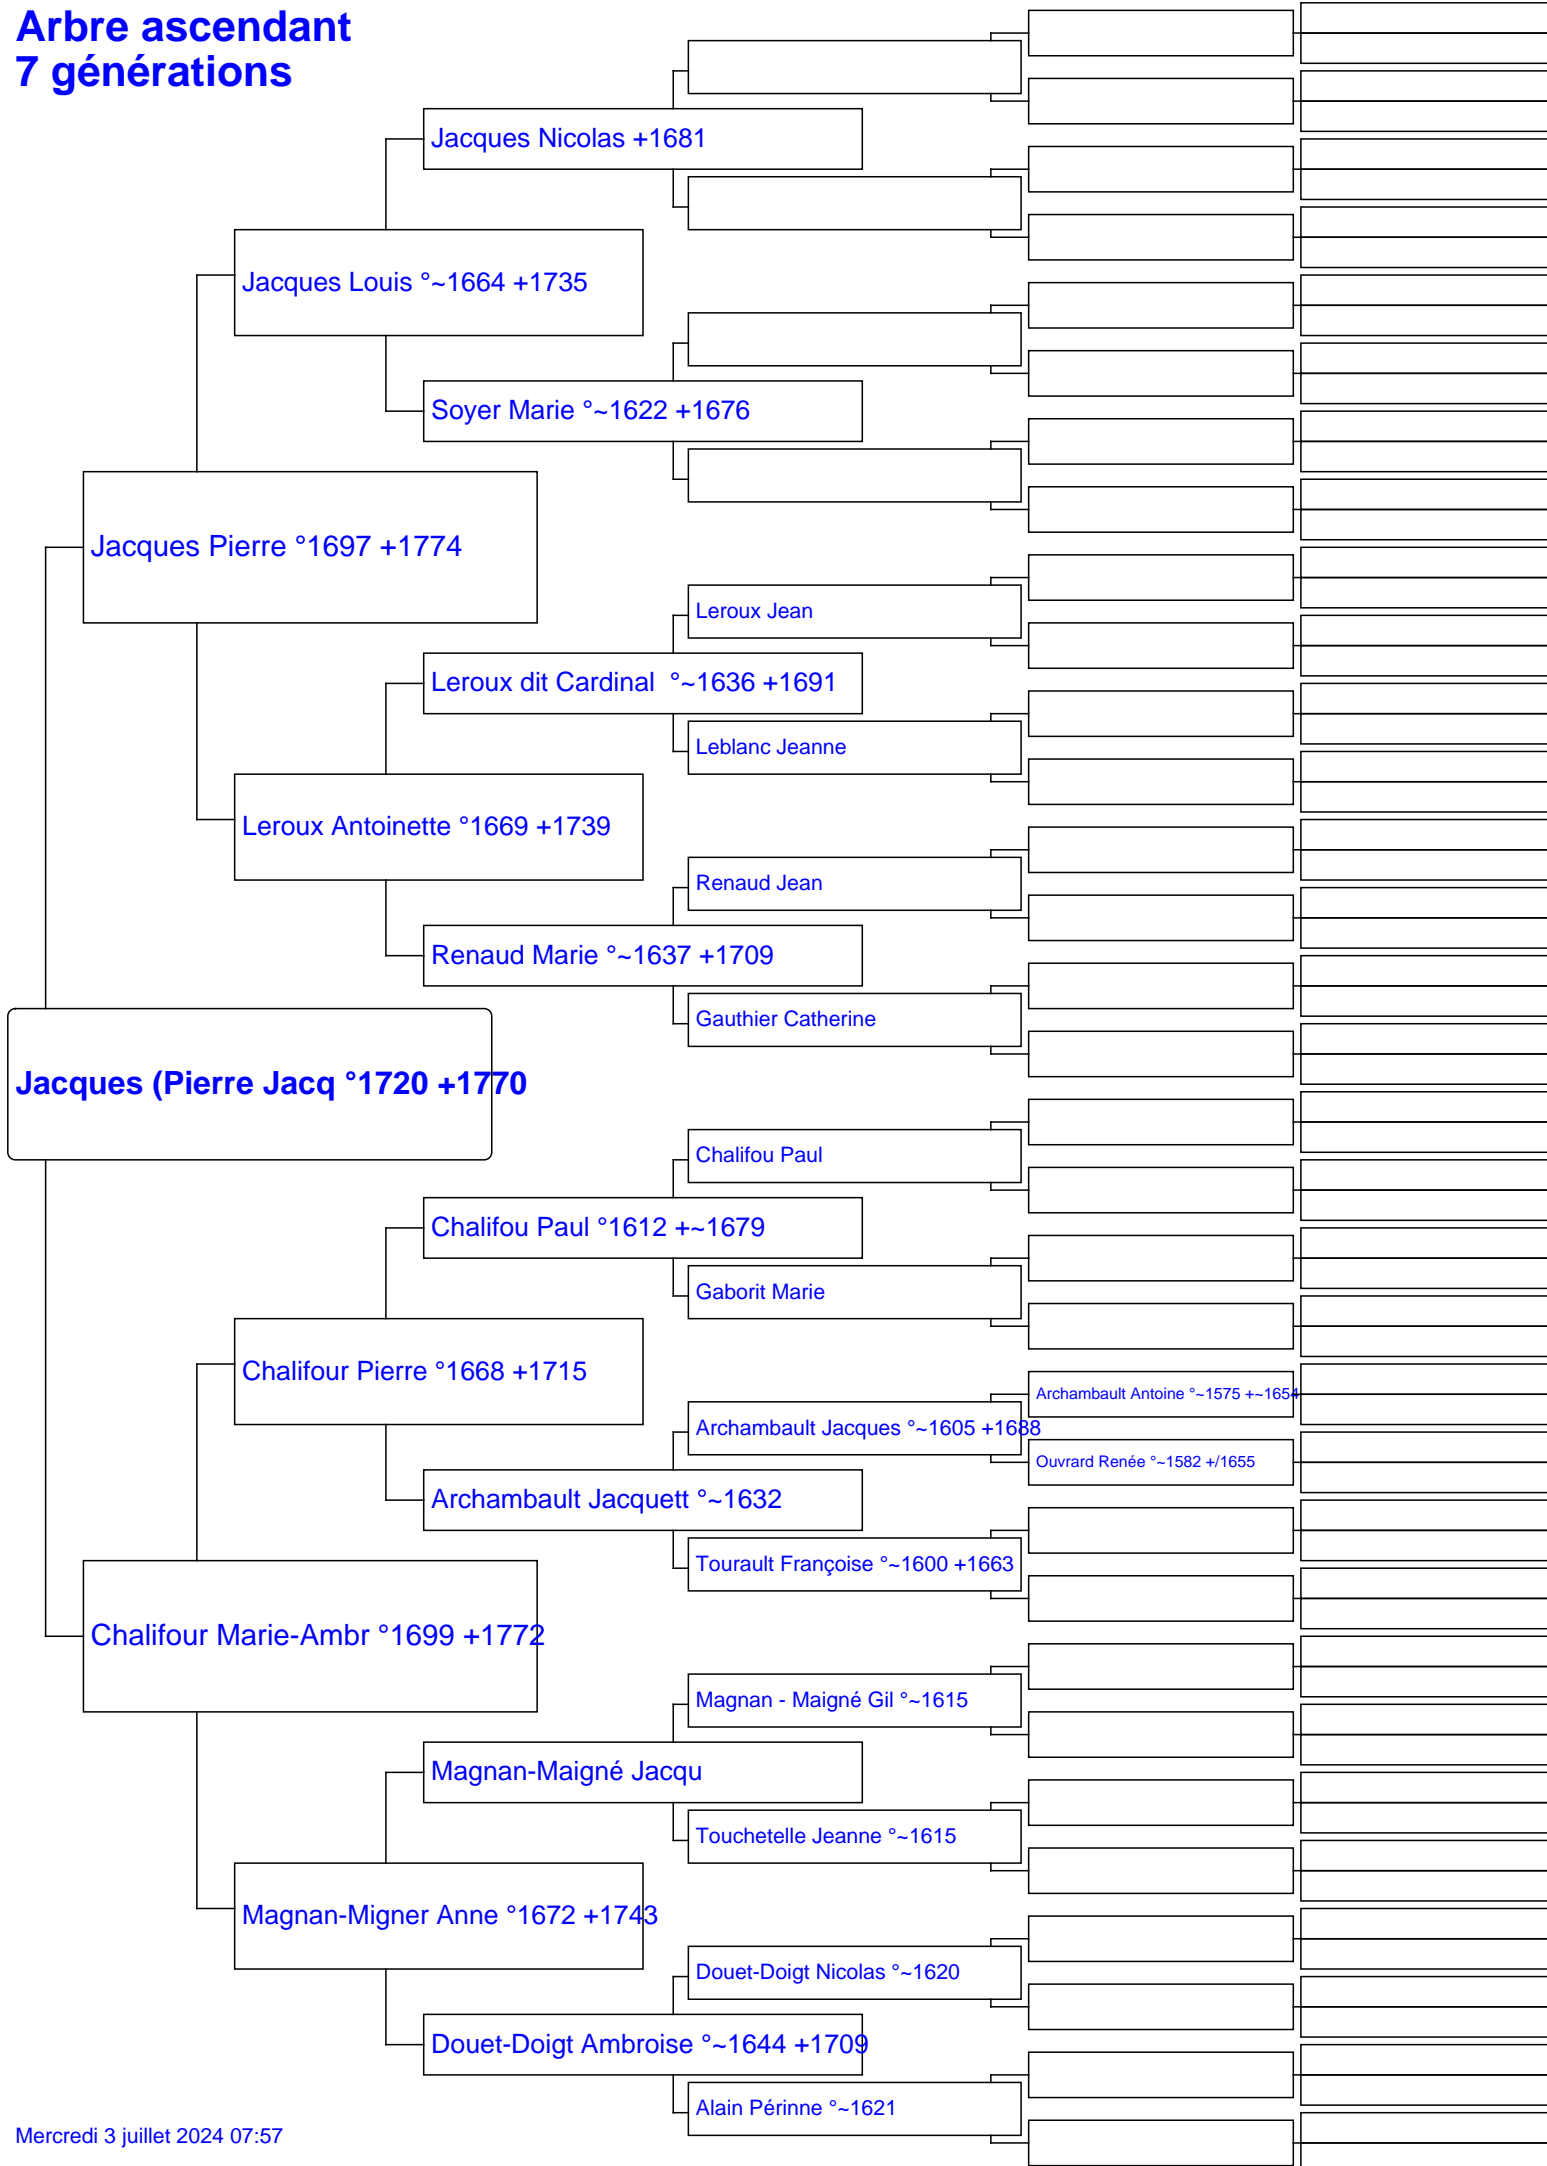 Arbre ascendant
7 générations
Jacques Nicolas +1681
Jacques Louis °~1664 +1735
Soyer Marie °~1622 +1676
Jacques Pierre °1697 +1774
Leroux Jean
Leroux dit Cardinal  °~1636 +1691
Leblanc Jeanne
Leroux Antoinette °1669 +1739
Renaud Jean
Renaud Marie °~1637 +1709
Gauthier Catherine
Jacques (Pierre Jacq °1720 +1770
Chalifou Paul
Chalifou Paul °1612 +~1679
Gaborit Marie
Chalifour Pierre °1668 +1715
Archambault Antoine °~1575 +~1654
Archambault Jacques °~1605 +1688
Ouvrard Renée °~1582 +/1655
Archambault Jacquett °~1632
Tourault Françoise °~1600 +1663
Chalifour Marie-Ambr °1699 +1772
Magnan - Maigné Gil °~1615
Magnan-Maigné Jacqu
Touchetelle Jeanne °~1615
Magnan-Migner Anne °1672 +1743
Douet-Doigt Nicolas °~1620
Douet-Doigt Ambroise °~1644 +1709
Alain Périnne °~1621
Mercredi 3 juillet 2024 07:57